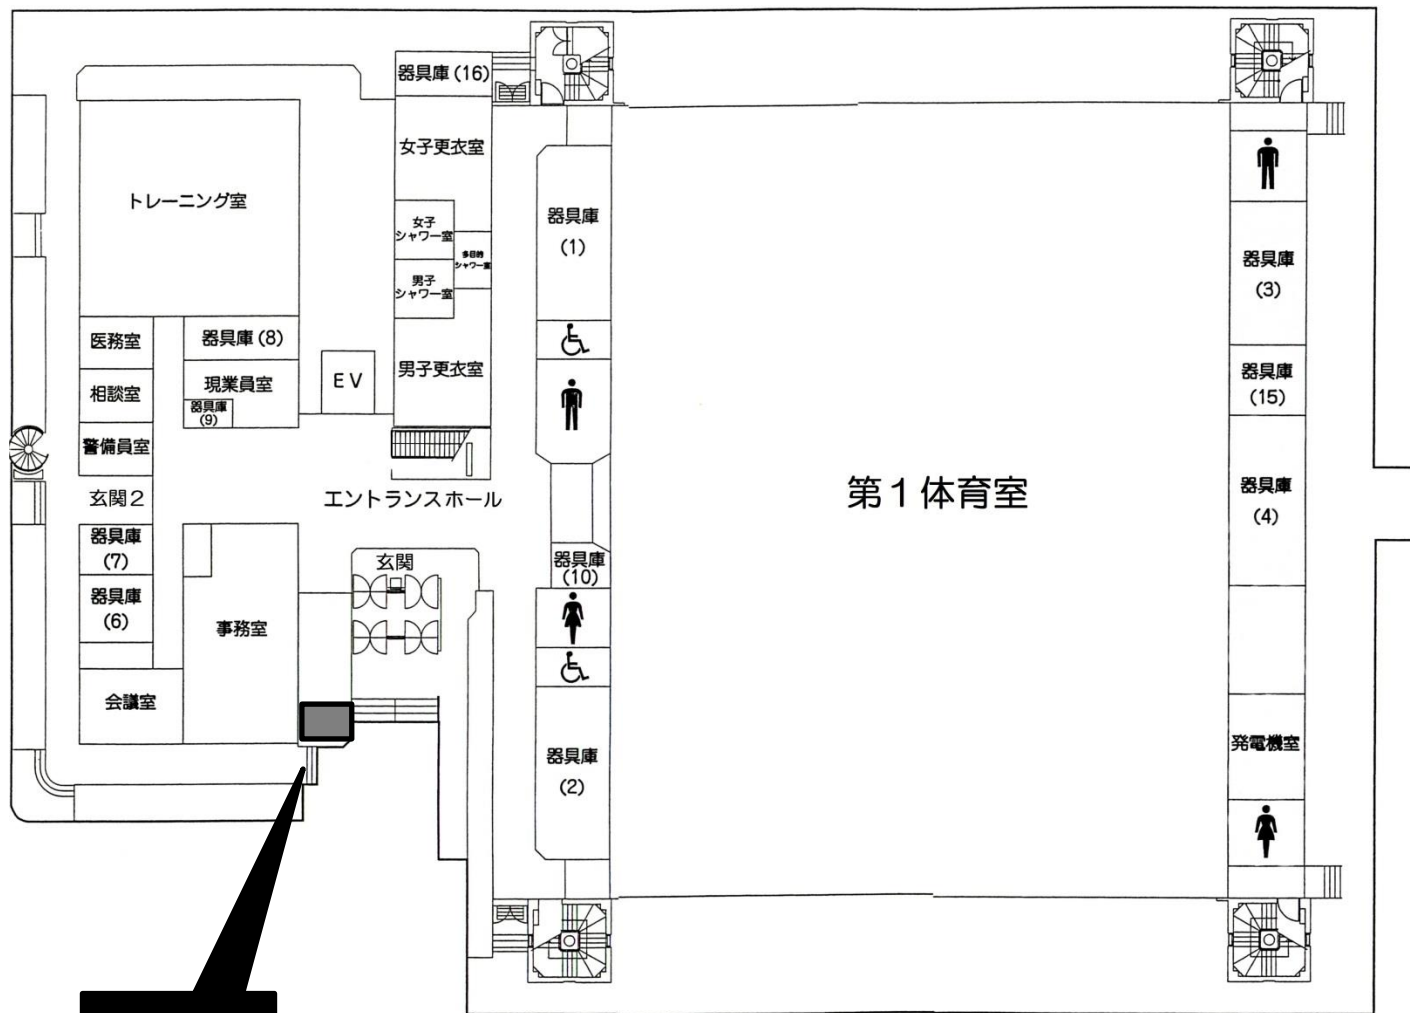 器具庫(16)
女子更衣室
トレーニング室
女子
シャワー室
多目的
シャワー室
男子
シャワー室
器具庫
(1)
器具庫
(3)
医務室
器具庫(8)
相談室
現業員室
器具庫
(9)
EV
男子更衣室
器具庫
(15)
警備員室
玄関2
エントランスホール
第1体育室
器具庫
(4)
器具庫
(7)
玄関
器具庫
(10)
器具庫
(6)
事務室
会議室
器具庫
(2)
発電機室